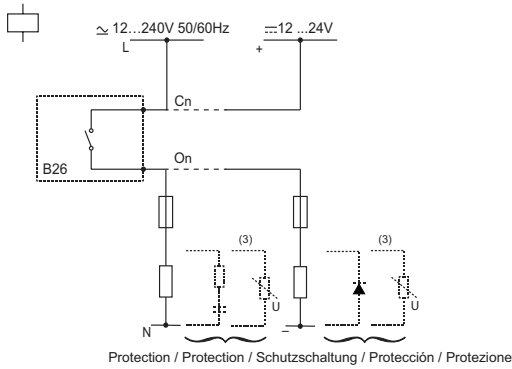 ≂ 12...240V 50/60Hz
L
⎓12 ...24V
+
Cn
B26
On
(3)
U
(3)
U
N
–
Protection / Protection / Schutzschaltung / Protección / Protezione